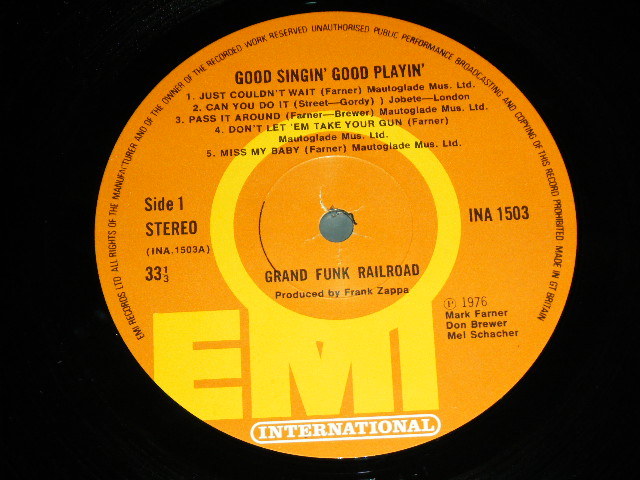 EMI RECORDS LTD ALL RIGHTS OF THE MANUFACTURER AND OF THE OWNER OF THE RECORDED WORK RESERVED UNAUTHORISED PUBLIC PERFORMANCE BROADCASTING AND COPYING OF THIS RECORD PROHIBITED MADE IN GT BRITAIN
GOOD SINGIN' GOOD PLAYIN'
1. JUST COULDN'T WAIT (Farner) Mautoglade Mus. Ltd.
2. CAN YOU DO IT (Street—Gordy) ) Jobete—London
3. PASS IT AROUND (Farner—Brewer) Mautoglade Mus. Ltd.
4. DON'T LET 'EM TAKE YOUR GUN (Farner)
Mautoglade Mus. Ltd.
5. MISS MY BABY (Farner) Mautoglade Mus. Ltd.
Side 1
STEREO
(INA.1503A)
33⅓
INA 1503
GRAND FUNK RAILROAD
Produced by Frank Zappa
℗ 1976
Mark Farner
Don Brewer
Mel Schacher
EMI
INTERNATIONAL